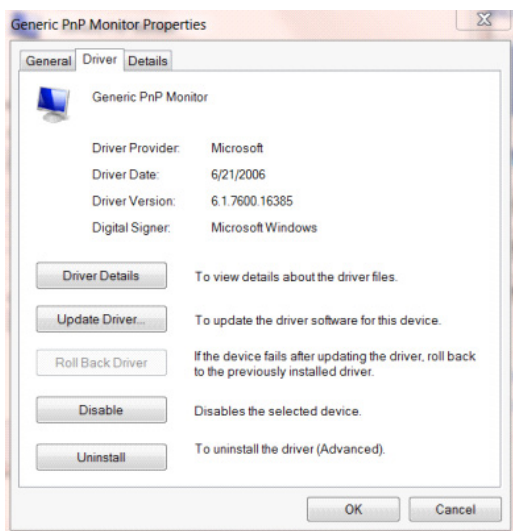 Generic PnP Monitor Properties
General Driver Details
Generic PnP Monitor
Driver Provider: Microsoft
Driver Date: 6/21/2006
Driver Version: 6.1.7600.16385
Digital Signer: Microsoft Windows
Driver Details To view details about the driver files.
Update Driver... To update the driver software for this device.
Roll Back Driver If the device fails after updating the driver, roll back
to the previously installed driver.
Disable Disables the selected device.
Uninstall To uninstall the driver (Advanced).
OK Cancel